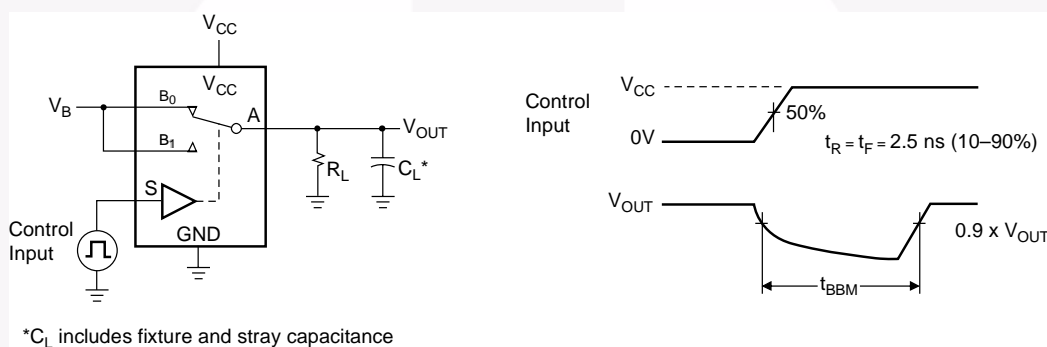 V_CC
V_CC
V_B
B_0
A
V_OUT
B_1
R_L
C_L*
S
Control
Input
GND
*C_L includes fixture and stray capacitance
V_CC
Control
Input
50%
0V
t_R = t_F = 2.5 ns (10–90%)
V_OUT
0.9 x V_OUT
t_BBM